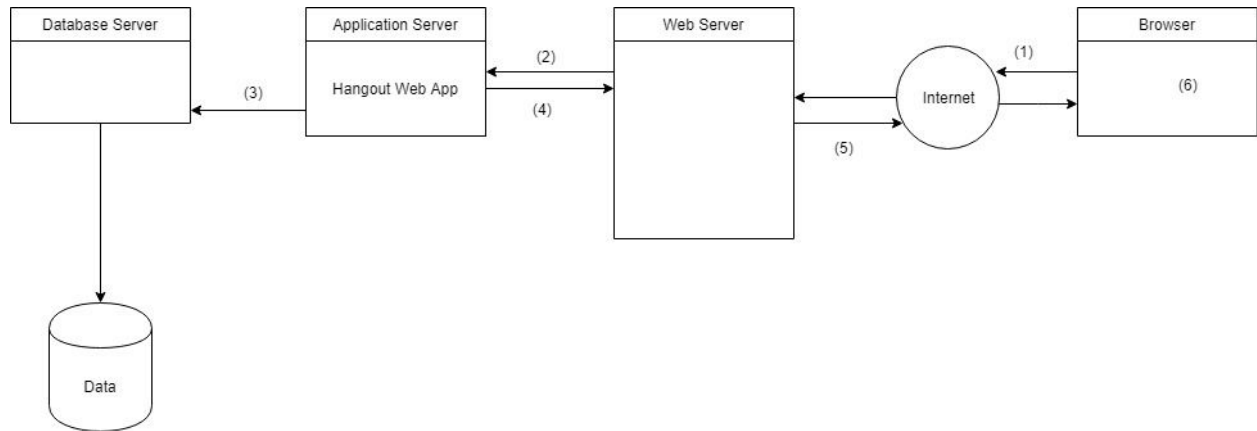 Database Server
Application Server
Web Server
Browser
(1)
(2)
Hangout Web App
(3)
(4)
Internet
(5)
(6)
Data